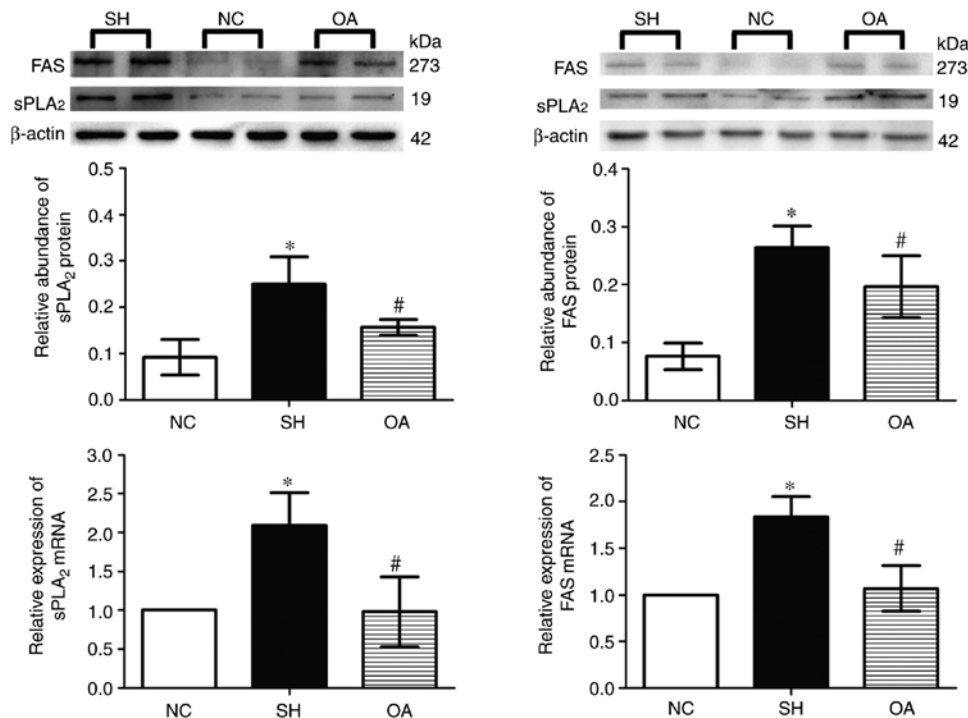 SH NC OA
kDa
FAS 273
sPLA₂ 19
β-actin 42
SH NC OA
kDa
FAS 273
sPLA₂ 19
β-actin 42
Relative abundance of
sPLA₂ protein
0.5
0.4
0.3
0.2
0.1
0.0
*
#
NC SH OA
Relative abundance of
FAS protein
0.4
0.3
0.2
0.1
0.0
*
#
NC SH OA
Relative expression of
sPLA₂ mRNA
3.0
2.5
2.0
1.5
1.0
0.5
0.0
*
#
NC SH OA
Relative expression of
FAS mRNA
2.5
2.0
1.5
1.0
0.5
0.0
*
#
NC SH OA